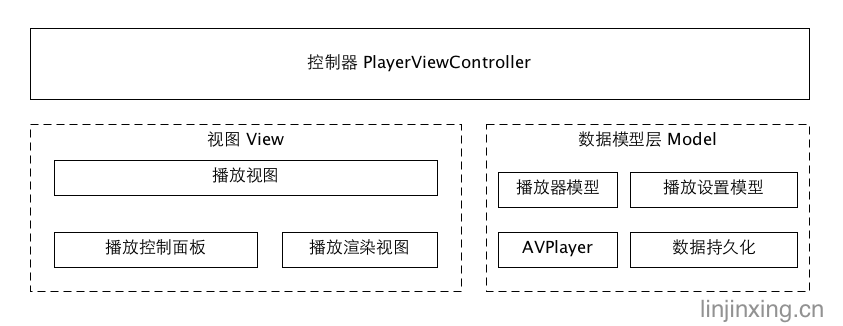 控制器 PlayerViewController
视图 View
播放视图
播放控制面板
播放渲染视图
数据模型层 Model
播放器模型
播放设置模型
AVPlayer
数据持久化
linjinxing.cn